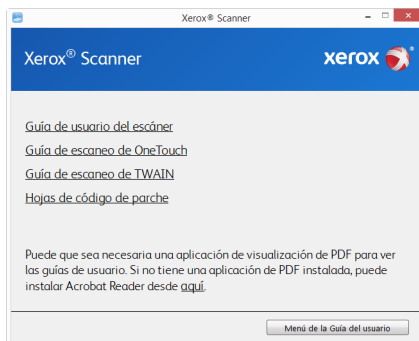 Xerox® Scanner
Xerox® Scanner
xerox
Guía de usuario del escáner
Guía de escaneo de OneTouch
Guía de escaneo de TWAIN
Hojas de código de parche
Puede que sea necesaria una aplicación de visualización de PDF para ver
las guías de usuario. Si no tiene una aplicación de PDF instalada, puede
instalar Acrobat Reader desde aquí.
Menú de la Guía del usuario